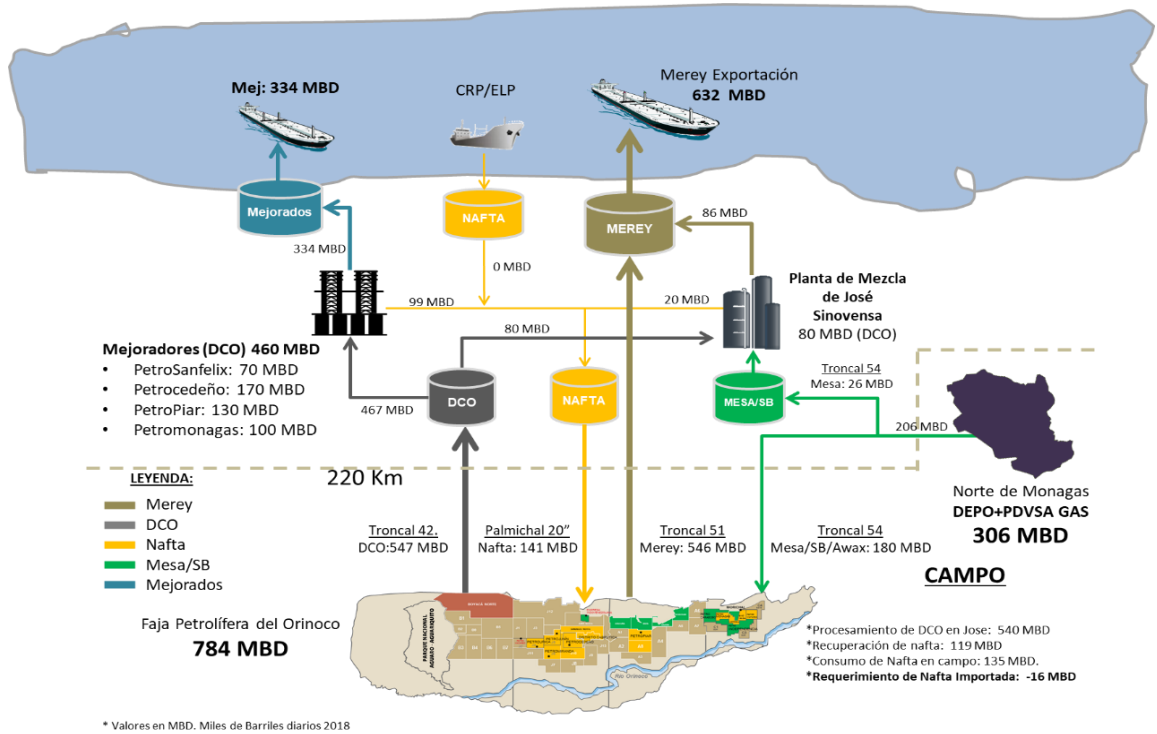 Mej: 334 MBD
CRP/ELP
Merey Exportación
632 MBD
Mejorados
NAFTA
MEREY
86 MBD
334 MBD
0 MBD
99 MBD
20 MBD
Planta de Mezcla
de José
Sinovensa
80 MBD (DCO)
80 MBD
Mejoradores (DCO) 460 MBD
• PetroSanfelix: 70 MBD
• Petrocedeño: 170 MBD
• PetroPiar: 130 MBD
• Petromonagas: 100 MBD
467 MBD
DCO
NAFTA
MESA/SB
Troncal 54
Mesa: 26 MBD
206 MBD
220 Km
LEYENDA:
Merey
DCO
Nafta
Mesa/SB
Mejorados
Troncal 42.
DCO:547 MBD
Palmichal 20”
Nafta: 141 MBD
Troncal 51
Merey: 546 MBD
Troncal 54
Mesa/SB/Awax: 180 MBD
Norte de Monagas
DEPO+PDVSA GAS
306 MBD
CAMPO
Faja Petrolífera del Orinoco
784 MBD
PARQUE NACIONAL
AGUARO AGUARIQUITO
Río Orinoco
*Procesamiento de DCO en Jose: 540 MBD
*Recuperación de nafta: 119 MBD
*Consumo de Nafta en campo: 135 MBD.
*Requerimiento de Nafta Importada: -16 MBD
* Valores en MBD. Miles de Barriles diarios 2018